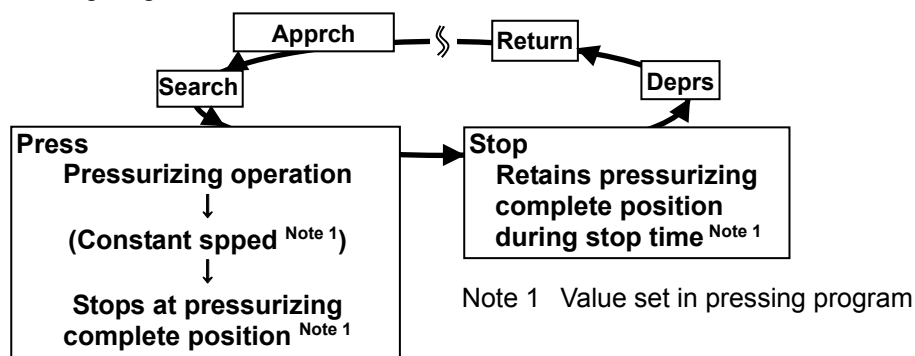 Apprch
Return
Search
Deprs
Press
Pressurizing operation
↓
(Constant spped Note 1)
↓
Stops at pressurizing
complete position Note 1
Stop
Retains pressurizing
complete position
during stop time Note 1
Note 1 Value set in pressing program